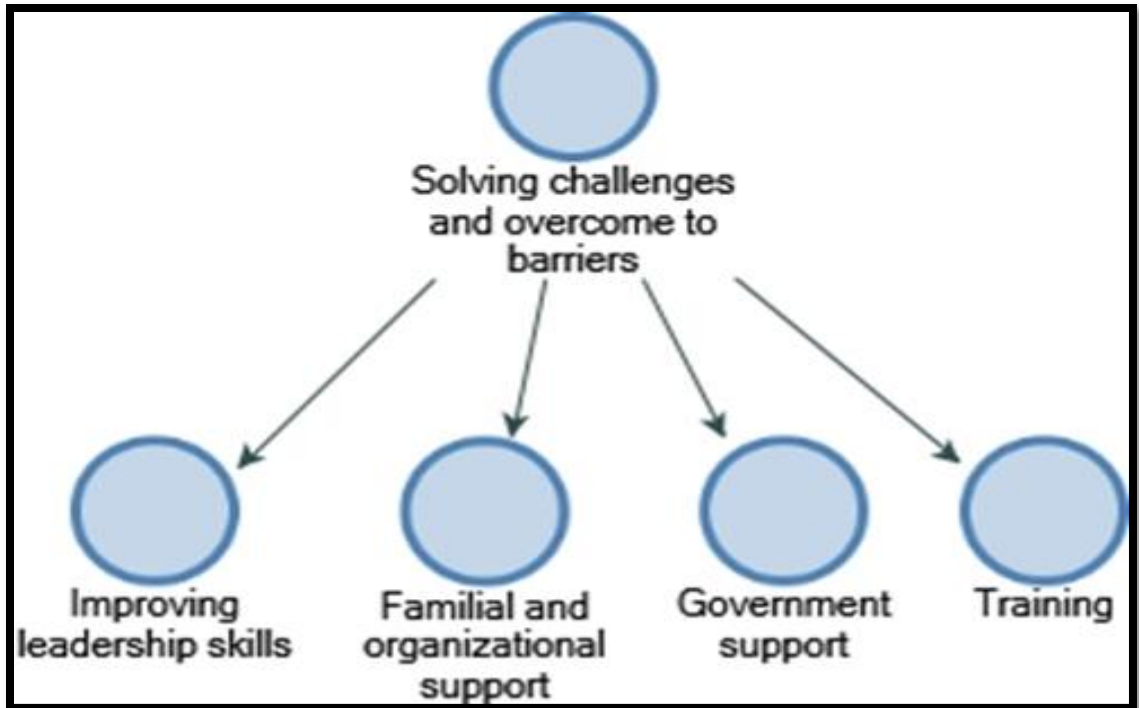 Solving challenges
and overcome to
barriers
Improving
leadership skills
Familial and
organizational
support
Government
support
Training